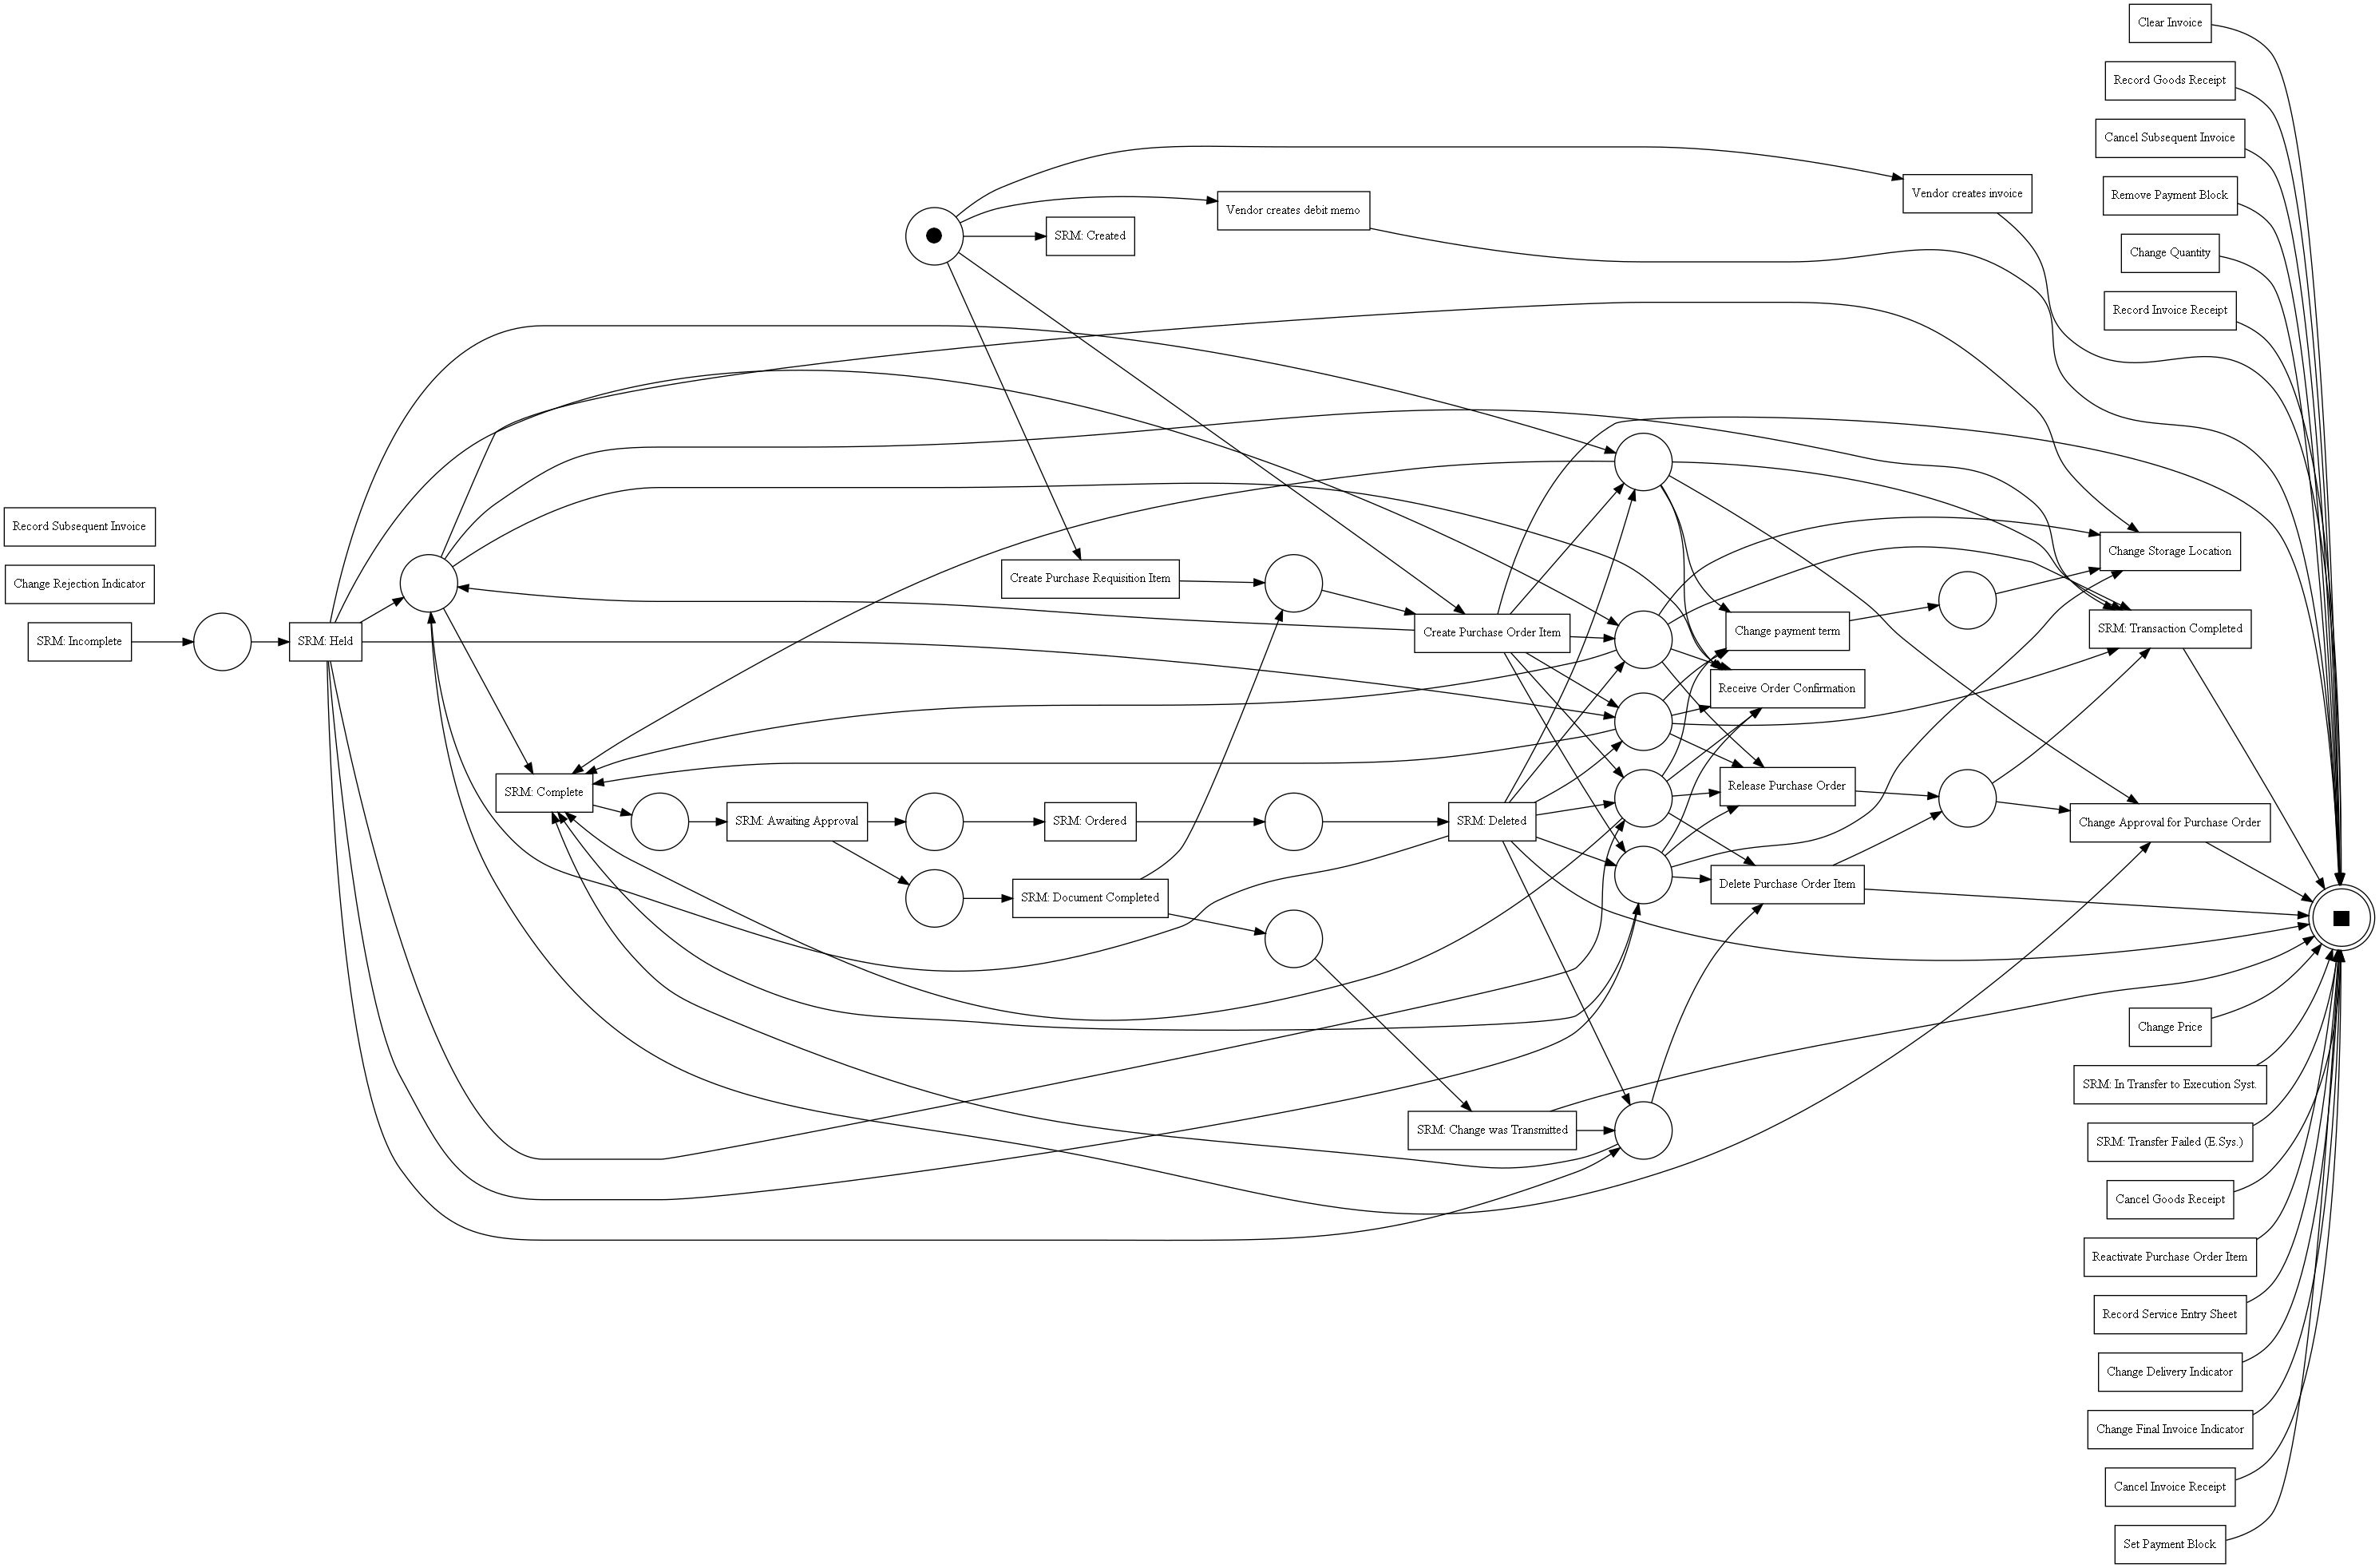 Clear Invoice
Record Goods Receipt
Cancel Subsequent Invoice
Remove Payment Block
Vendor creates invoice
Vendor creates debit memo
SRM: Created
Change Quantity
Record Invoice Receipt
Record Subsequent Invoice
Change Storage Location
Create Purchase Requisition Item
Change Rejection Indicator
SRM: Incomplete
SRM: Held
Create Purchase Order Item
Change payment term
SRM: Transaction Completed
Receive Order Confirmation
SRM: Complete
Release Purchase Order
SRM: Awaiting Approval
SRM: Ordered
SRM: Deleted
Change Approval for Purchase Order
SRM: Document Completed
Delete Purchase Order Item
Change Price
SRM: In Transfer to Execution Syst.
SRM: Change was Transmitted
SRM: Transfer Failed (E.Sys.)
Cancel Goods Receipt
Reactivate Purchase Order Item
Record Service Entry Sheet
Change Delivery Indicator
Change Final Invoice Indicator
Cancel Invoice Receipt
Set Payment Block